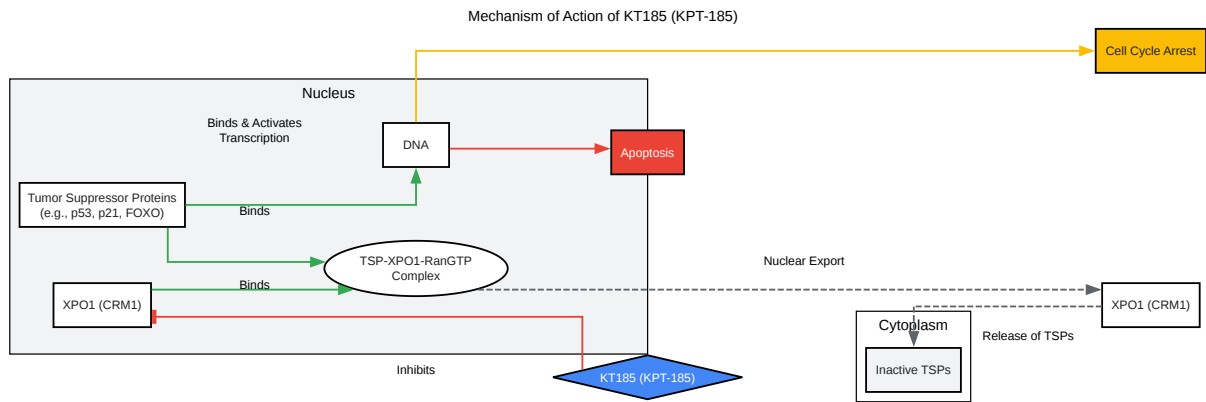 Mechanism of Action of KT185 (KPT-185)
Cell Cycle Arrest
Nucleus
Binds & Activates
Transcription
DNA
Apoptosis
Tumor Suppressor Proteins
(e.g., p53, p21, FOXO)
Binds
TSP-XPO1-RanGTP
Complex
Nuclear Export
Binds
XPO1 (CRM1)
XPO1 (CRM1)
Cytoplasm
Release of TSPs
Inhibits
KT185 (KPT-185)
Inactive TSPs